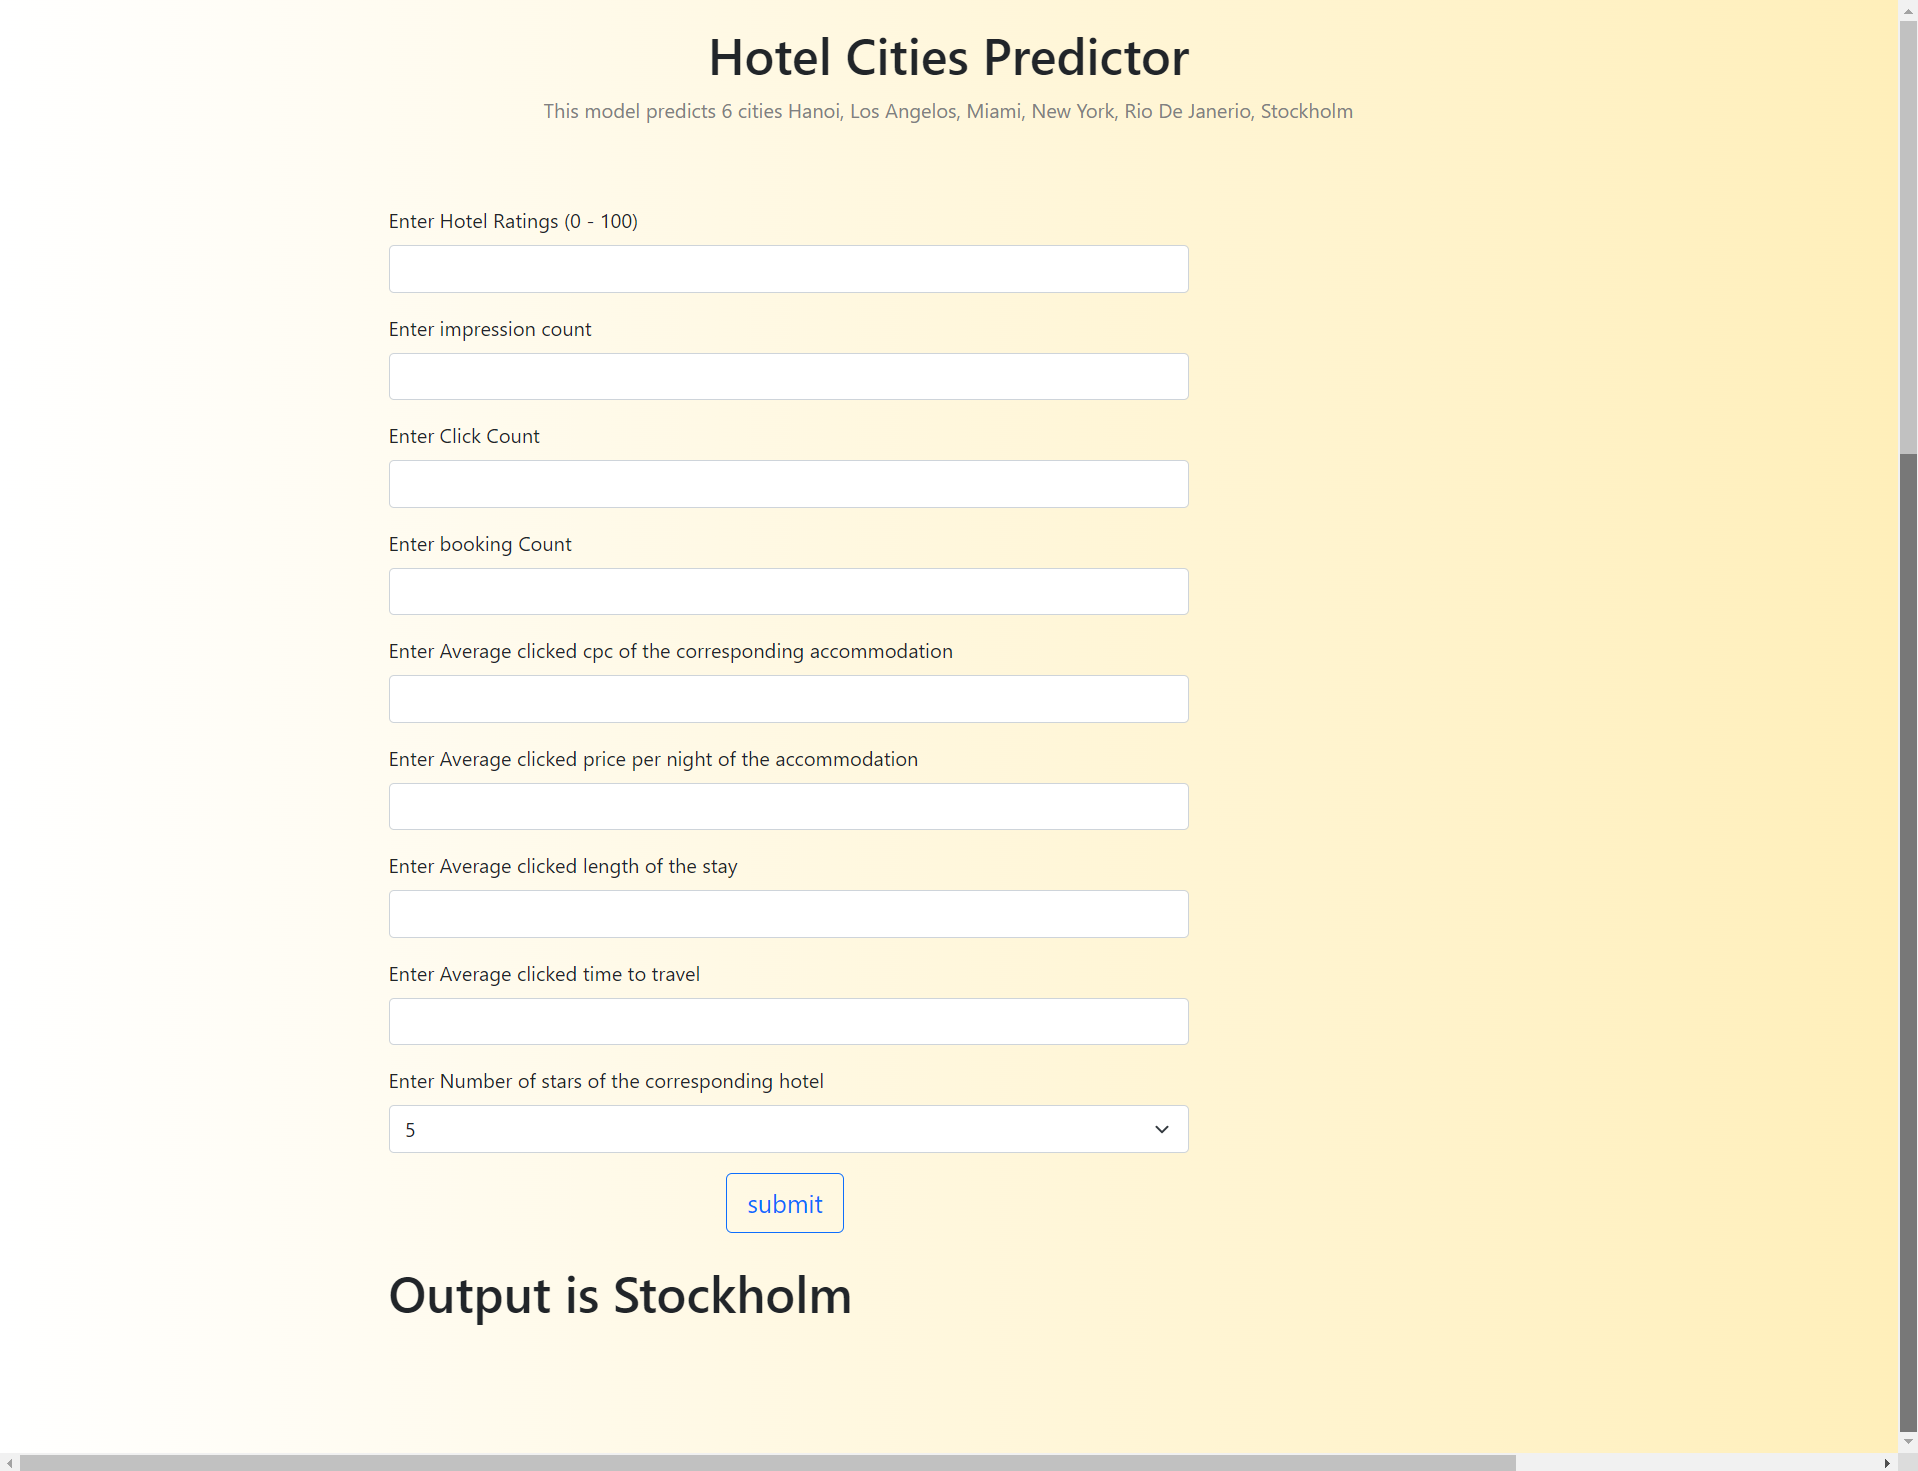 Hotel Cities Predictor
This model predicts 6 cities Hanoi, Los Angelos, Miami, New York, Rio De Janerio, Stockholm
Enter Hotel Ratings (0 - 100)
Enter impression count
Enter Click Count
Enter booking Count
Enter Average clicked cpc of the corresponding accommodation
Enter Average clicked price per night of the accommodation
Enter Average clicked length of the stay
Enter Average clicked time to travel
Enter Number of stars of the corresponding hotel
5
submit
Output is Stockholm